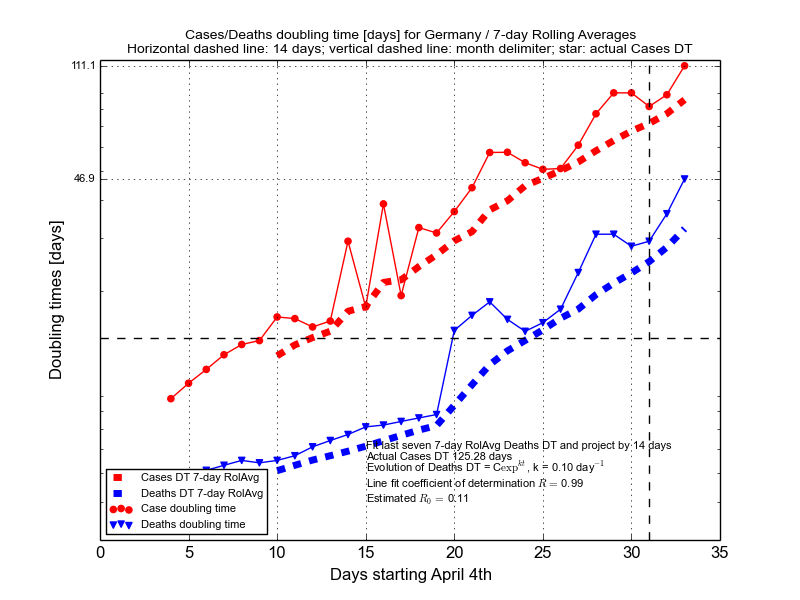 Cases/Deaths doubling time [days] for Germany / 7-day Rolling Averages
Horizontal dashed line: 14 days; vertical dashed line: month delimiter; star: actual Cases DT
111.1
46.9
Doubling times [days]
Fit last seven 7-day RolAvg Deaths DT and project by 14 days
Actual Cases DT 125.28 days
Evolution of Deaths DT = C exp^{kt}, k = 0.10 day^{-1}
Line fit coefficient of determination R = 0.99
Estimated R_0 = 0.11
Cases DT 7-day RolAvg
Deaths DT 7-day RolAvg
Case doubling time
Deaths doubling time
0 5 10 15 20 25 30 35
Days starting April 4th